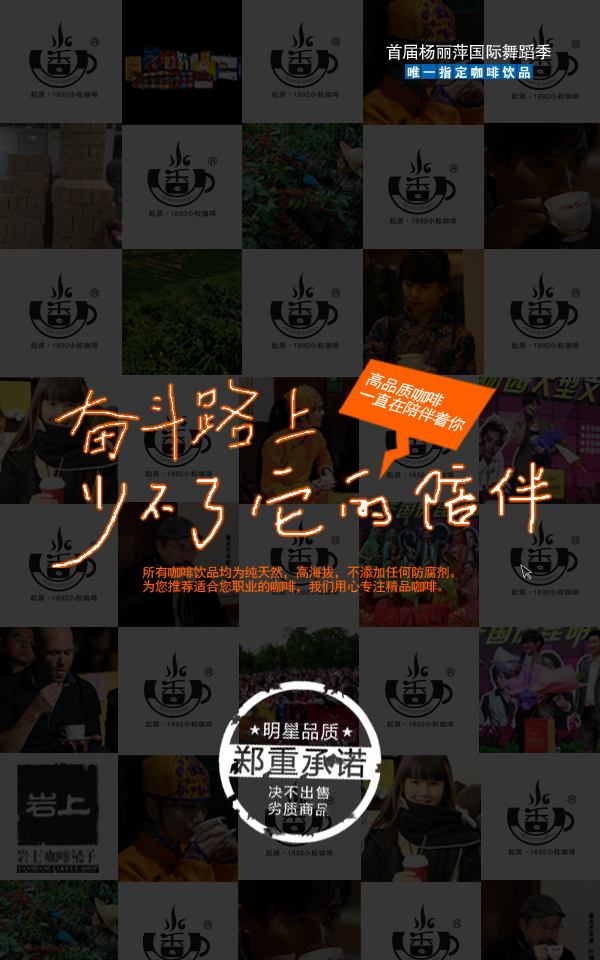 首届杨丽萍国际舞蹈季
唯一指定咖啡饮品
水香
®
起源·1892小粒咖啡
高品质咖啡
一直在陪伴着你
奋斗路上
少不了它的陪伴
所有咖啡饮品均为纯天然，高海拔，不添加任何防腐剂。
为您推荐适合您职业的咖啡，我们用心专注精品咖啡。
★明星品质★
郑重承诺
决不出售
劣质商品
岩上
岩上咖啡转子